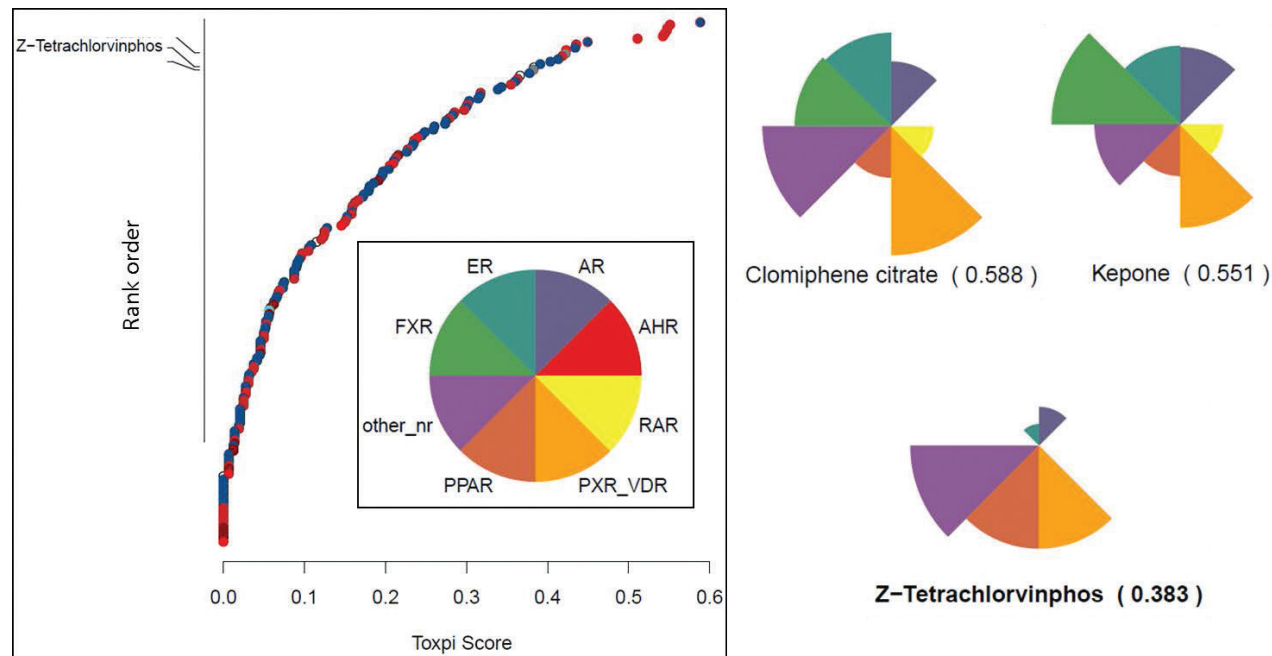 Z−Tetrachlorvinphos
Rank order
ER
AR
FXR
AHR
other_nr
RAR
PPAR
PXR_VDR
0.0
0.1
0.2
0.3
0.4
0.5
0.6
Toxpi Score
Clomiphene citrate ( 0.588 )
Kepone ( 0.551 )
Z−Tetrachlorvinphos ( 0.383 )